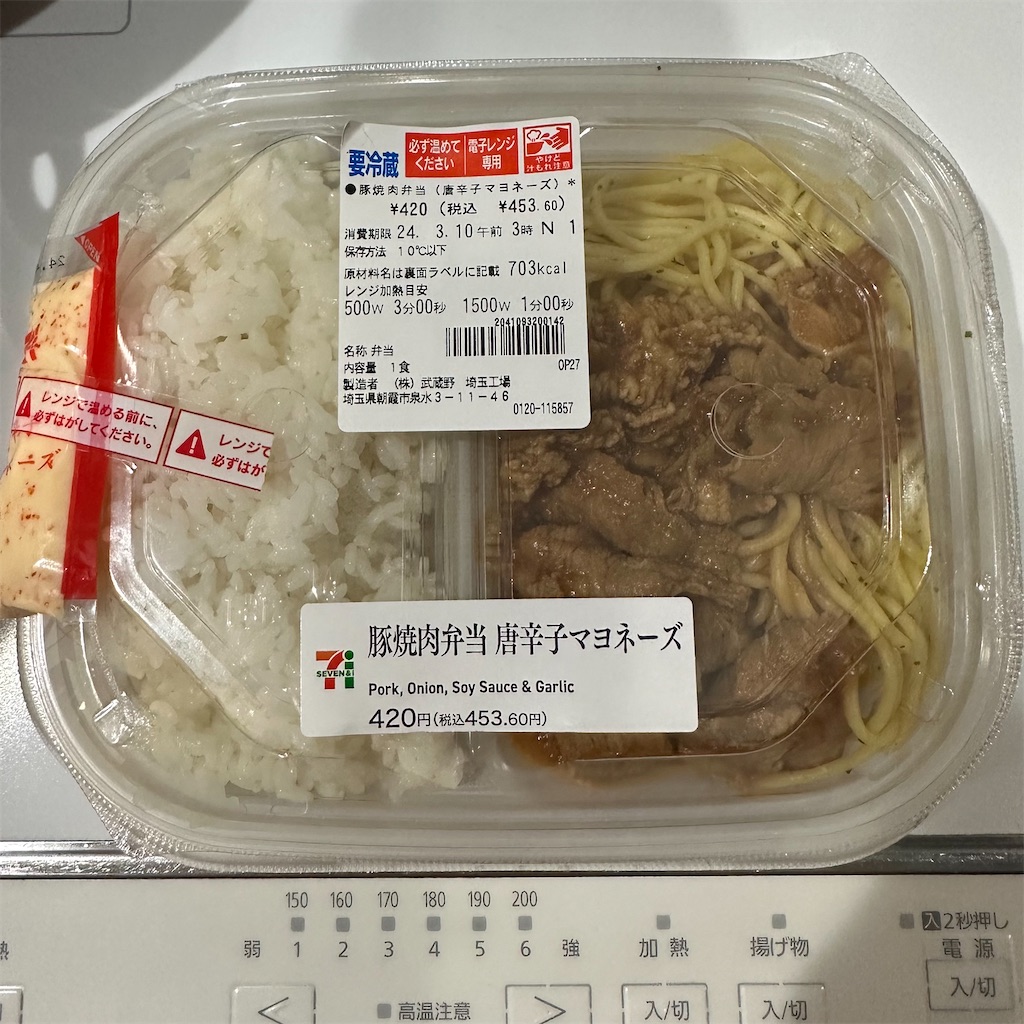 要冷蔵
必ず温めて
ください
電子レンジ
専用
やけど
汁もれ注意
●豚焼肉弁当(唐辛子マヨネーズ)*
¥420(税込 ¥453.60)
消費期限 24. 3.10午前 3時 N 1
保存方法 10℃以下
原材料名は裏面ラベルに記載 703kcal
レンジ加熱目安
500W 3分00秒 1500W 1分00秒
2041093200142
名称 弁当
内容量 1食
OP27
製造者 (株)武蔵野 埼玉工場
埼玉県朝霞市泉水3-11-46
0120-115857
OPEN
24.
レンジで温める前に、
必ずはがしてください。
レンジで
必ずはが
ーズ
豚焼肉弁当 唐辛子マヨネーズ
SEVEN&i
Pork, Onion, Soy Sauce & Garlic
420円(税込453.60円)
150 160 170 180 190 200
弱 1 2 3 4 5 6 強
加熱
揚げ物
入2秒押し
電源
熱
< 高温注意 >
入/切
入/切
入/切
切